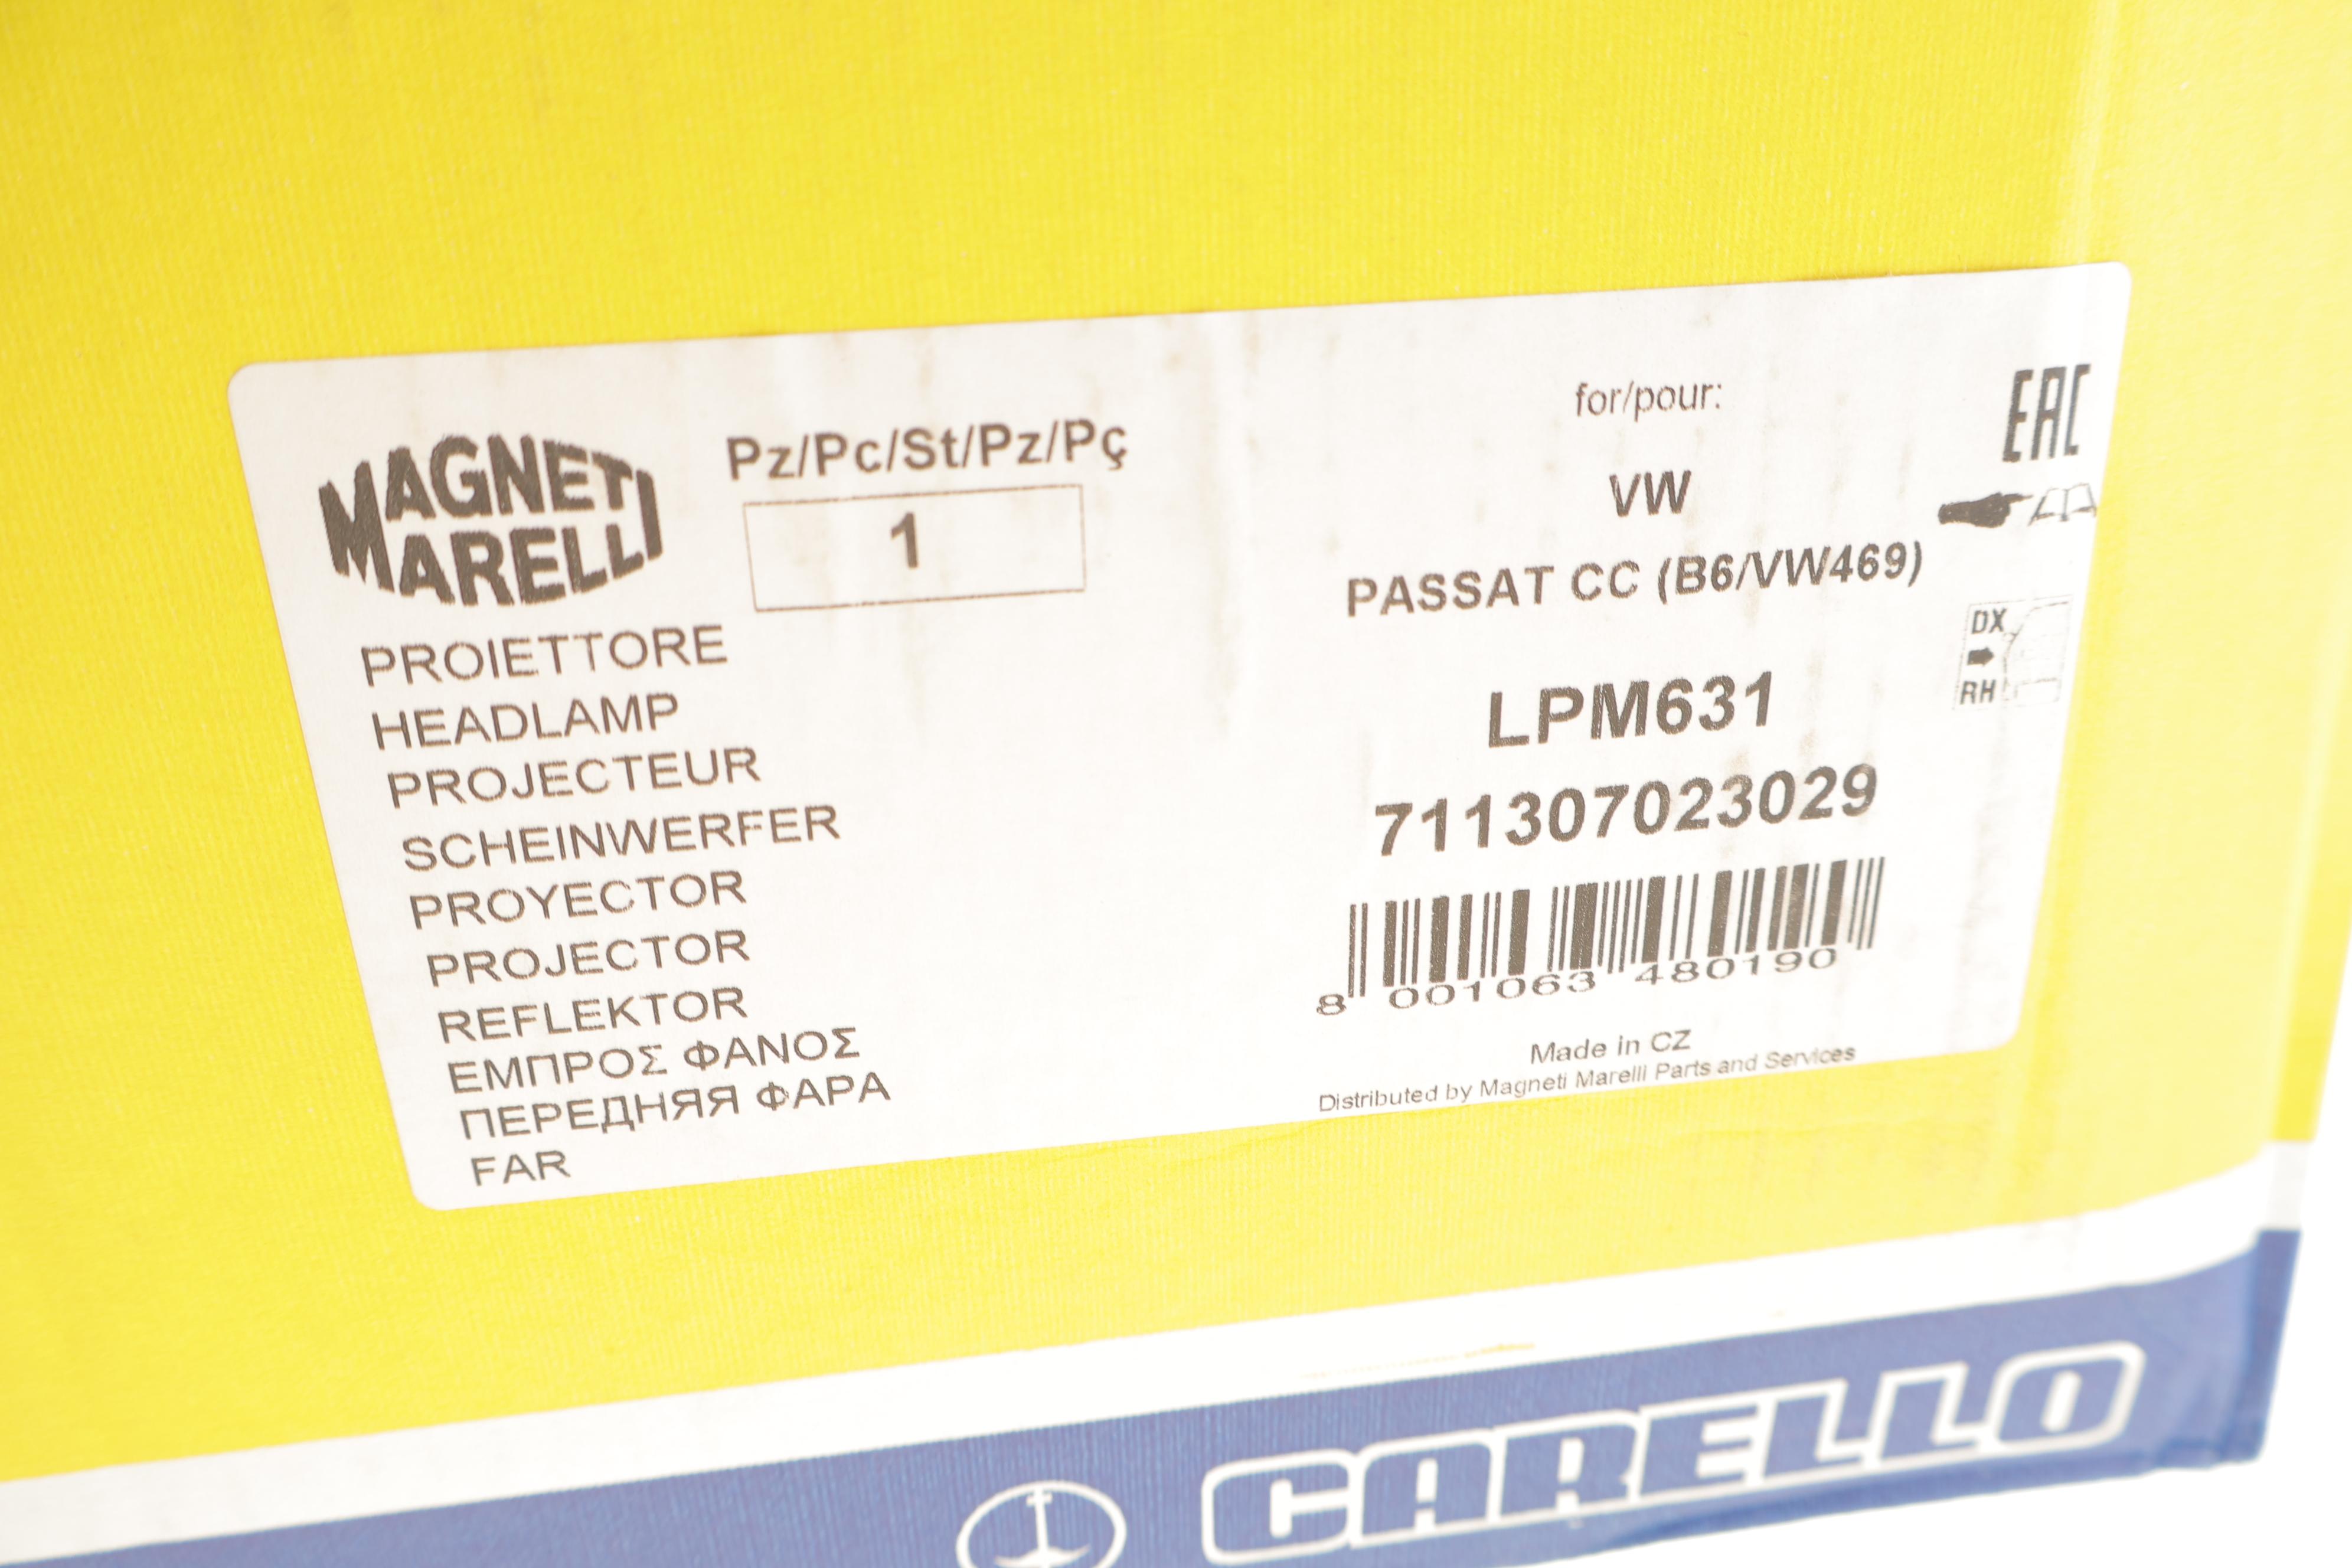 MAGNETI
MARELLI
Pz/Pc/St/Pz/Pç
1
PROIETTORE
HEADLAMP
PROJECTEUR
SCHEINWERFER
PROYECTOR
PROJECTOR
REFLEKTOR
ΕΜΠΡΟΣ ΦΑΝΟΣ
ПЕРЕДНЯЯ ФАРА
FAR
for/pour:
VW
PASSAT CC (B6/VW469)
LPM631
711307023029
8 001063 480190
Made in CZ
Distributed by Magneti Marelli Parts and Services
EAC
DX
RH
CARELLO